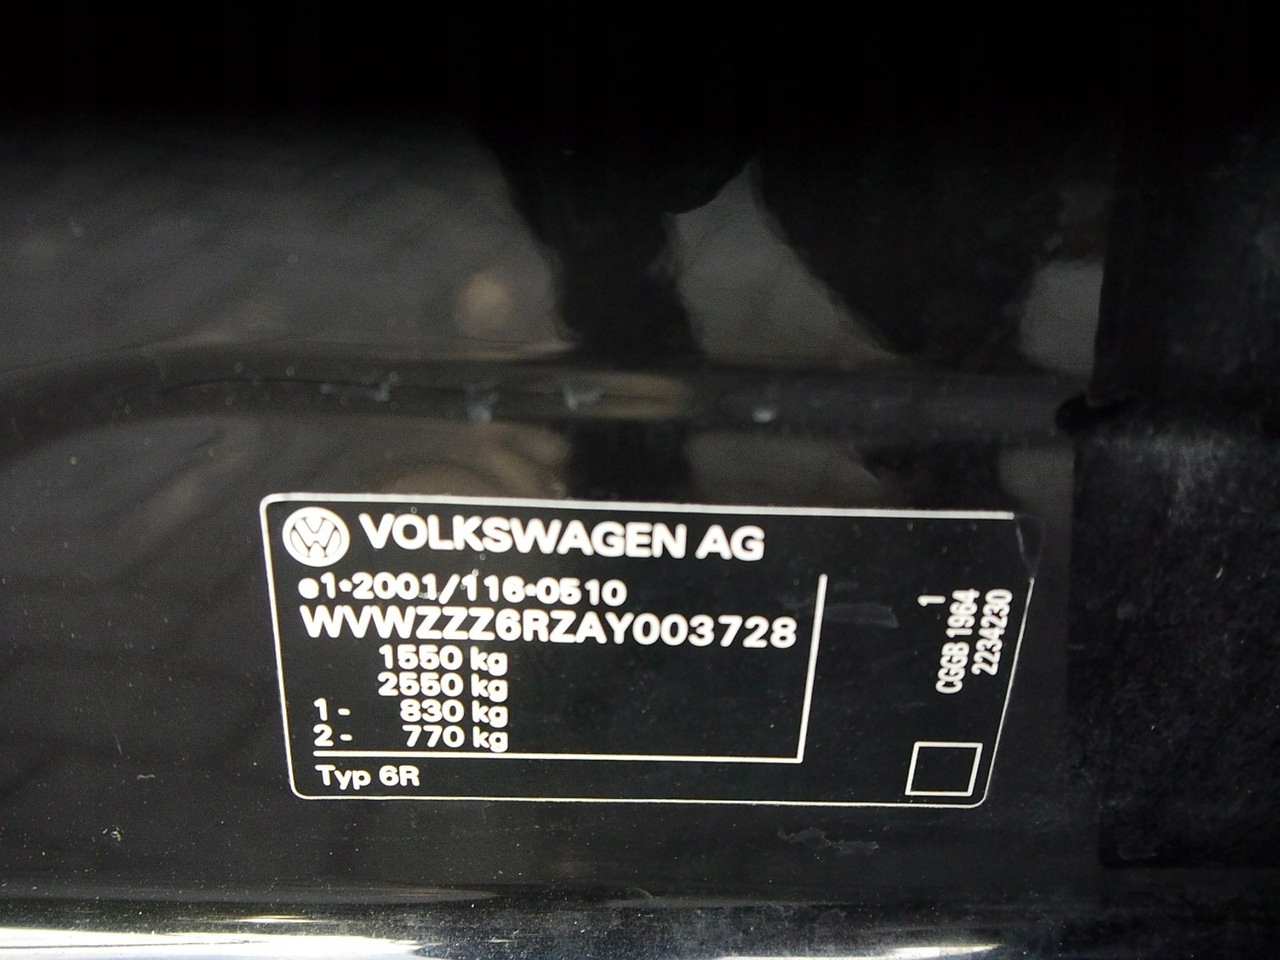 VOLKSWAGEN AG
e1*2001/116*0510
WVWZZZ6RZAY003728
1550 kg
2550 kg
1- 830 kg
2- 770 kg
Typ 6R
1
CGGB 1964
2234230